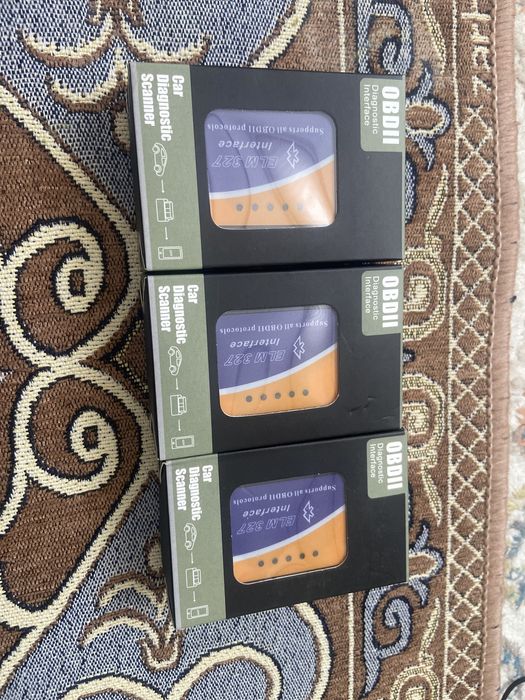 OBDII
Diagnostic
Interface
Car
Diagnostic
Scanner
ELM 327
Interface
Supports all OBDII protocols
OBDII
Diagnostic
Interface
Car
Diagnostic
Scanner
ELM 327
Interface
Supports all OBDII protocols
OBDII
Diagnostic
Interface
Car
Diagnostic
Scanner
ELM 327
Interface
Supports all OBDII protocols